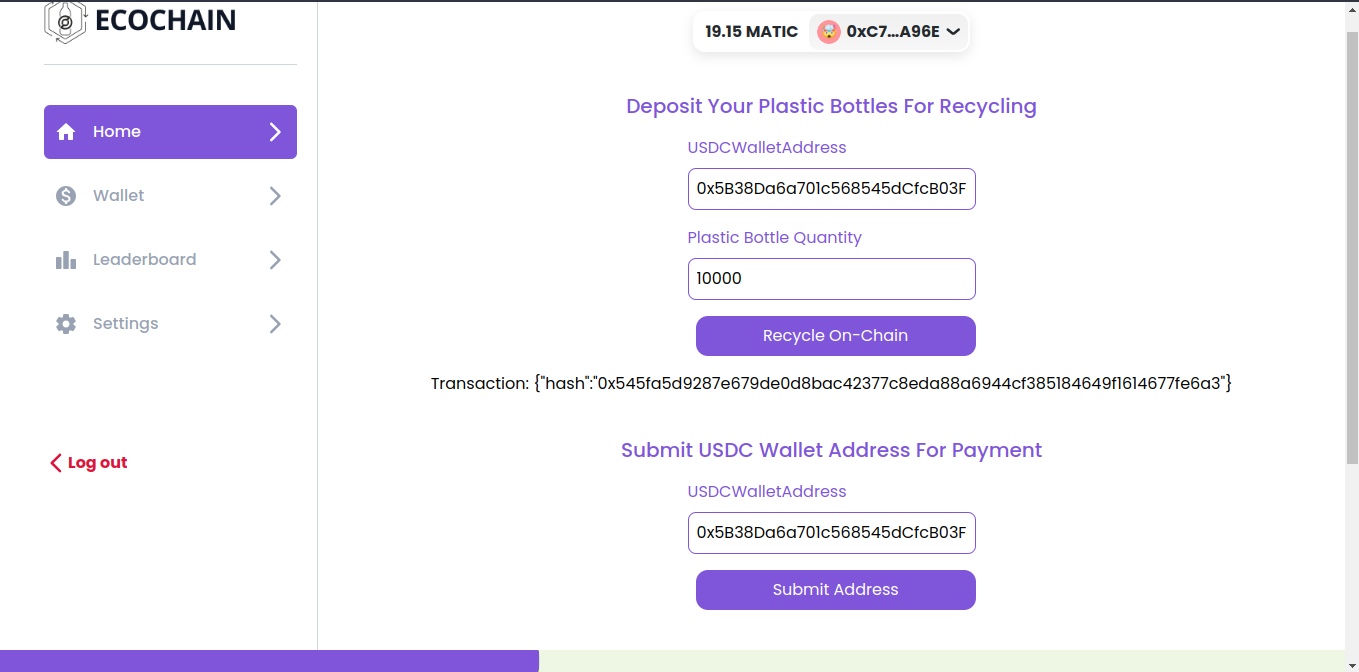 ECOCHAIN
Home
Wallet
Leaderboard
Settings
Log out
19.15 MATIC 0xC7...A96E
Deposit Your Plastic Bottles For Recycling
USDCWalletAddress
0x5B38Da6a701c568545dCfcB03F
Plastic Bottle Quantity
10000
Recycle On-Chain
Transaction: {"hash":"0x545fa5d9287e679de0d8bac42377c8eda88a6944cf385184649f1614677fe6a3"}
Submit USDC Wallet Address For Payment
USDCWalletAddress
0x5B38Da6a701c568545dCfcB03F
Submit Address